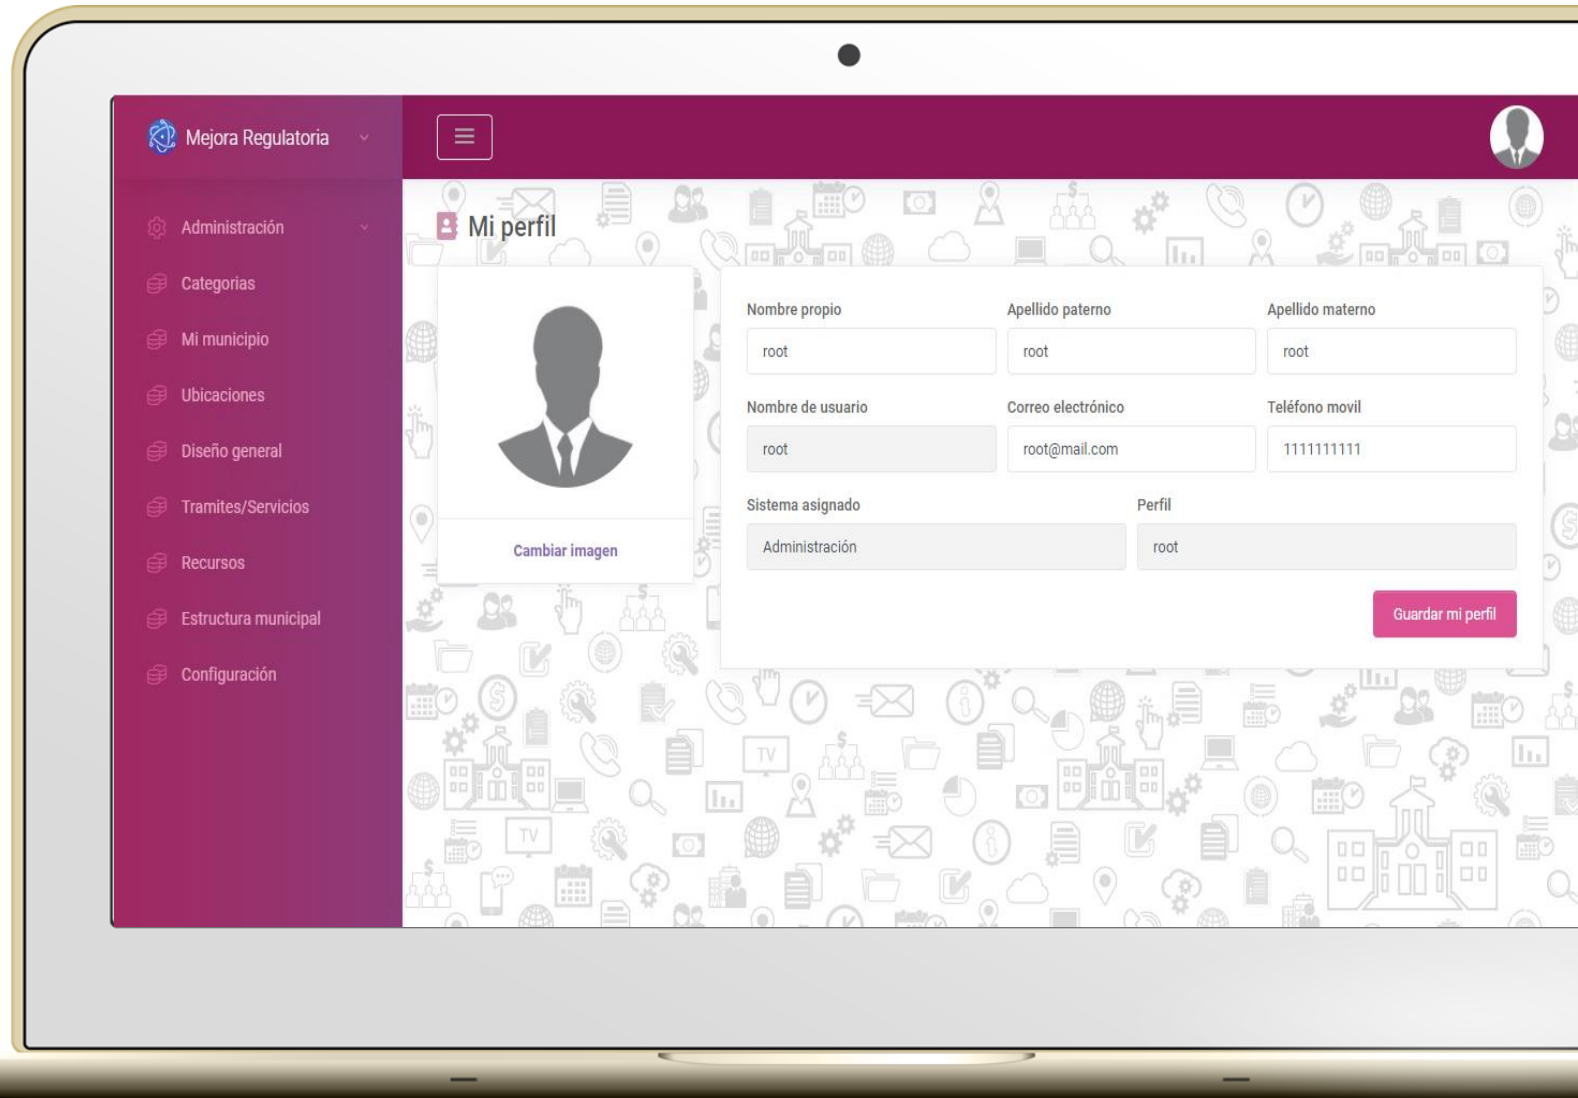 Mejora Regulatoria
Administración
Categorias
Mi municipio
Ubicaciones
Diseño general
Tramites/Servicios
Recursos
Estructura municipal
Configuración
Mi perfil
Cambiar imagen
Nombre propio Apellido paterno Apellido materno
root root root
Nombre de usuario Correo electrónico Teléfono movil
root root@mail.com 1111111111
Sistema asignado Perfil
Administración root
Guardar mi perfil
TV
TV